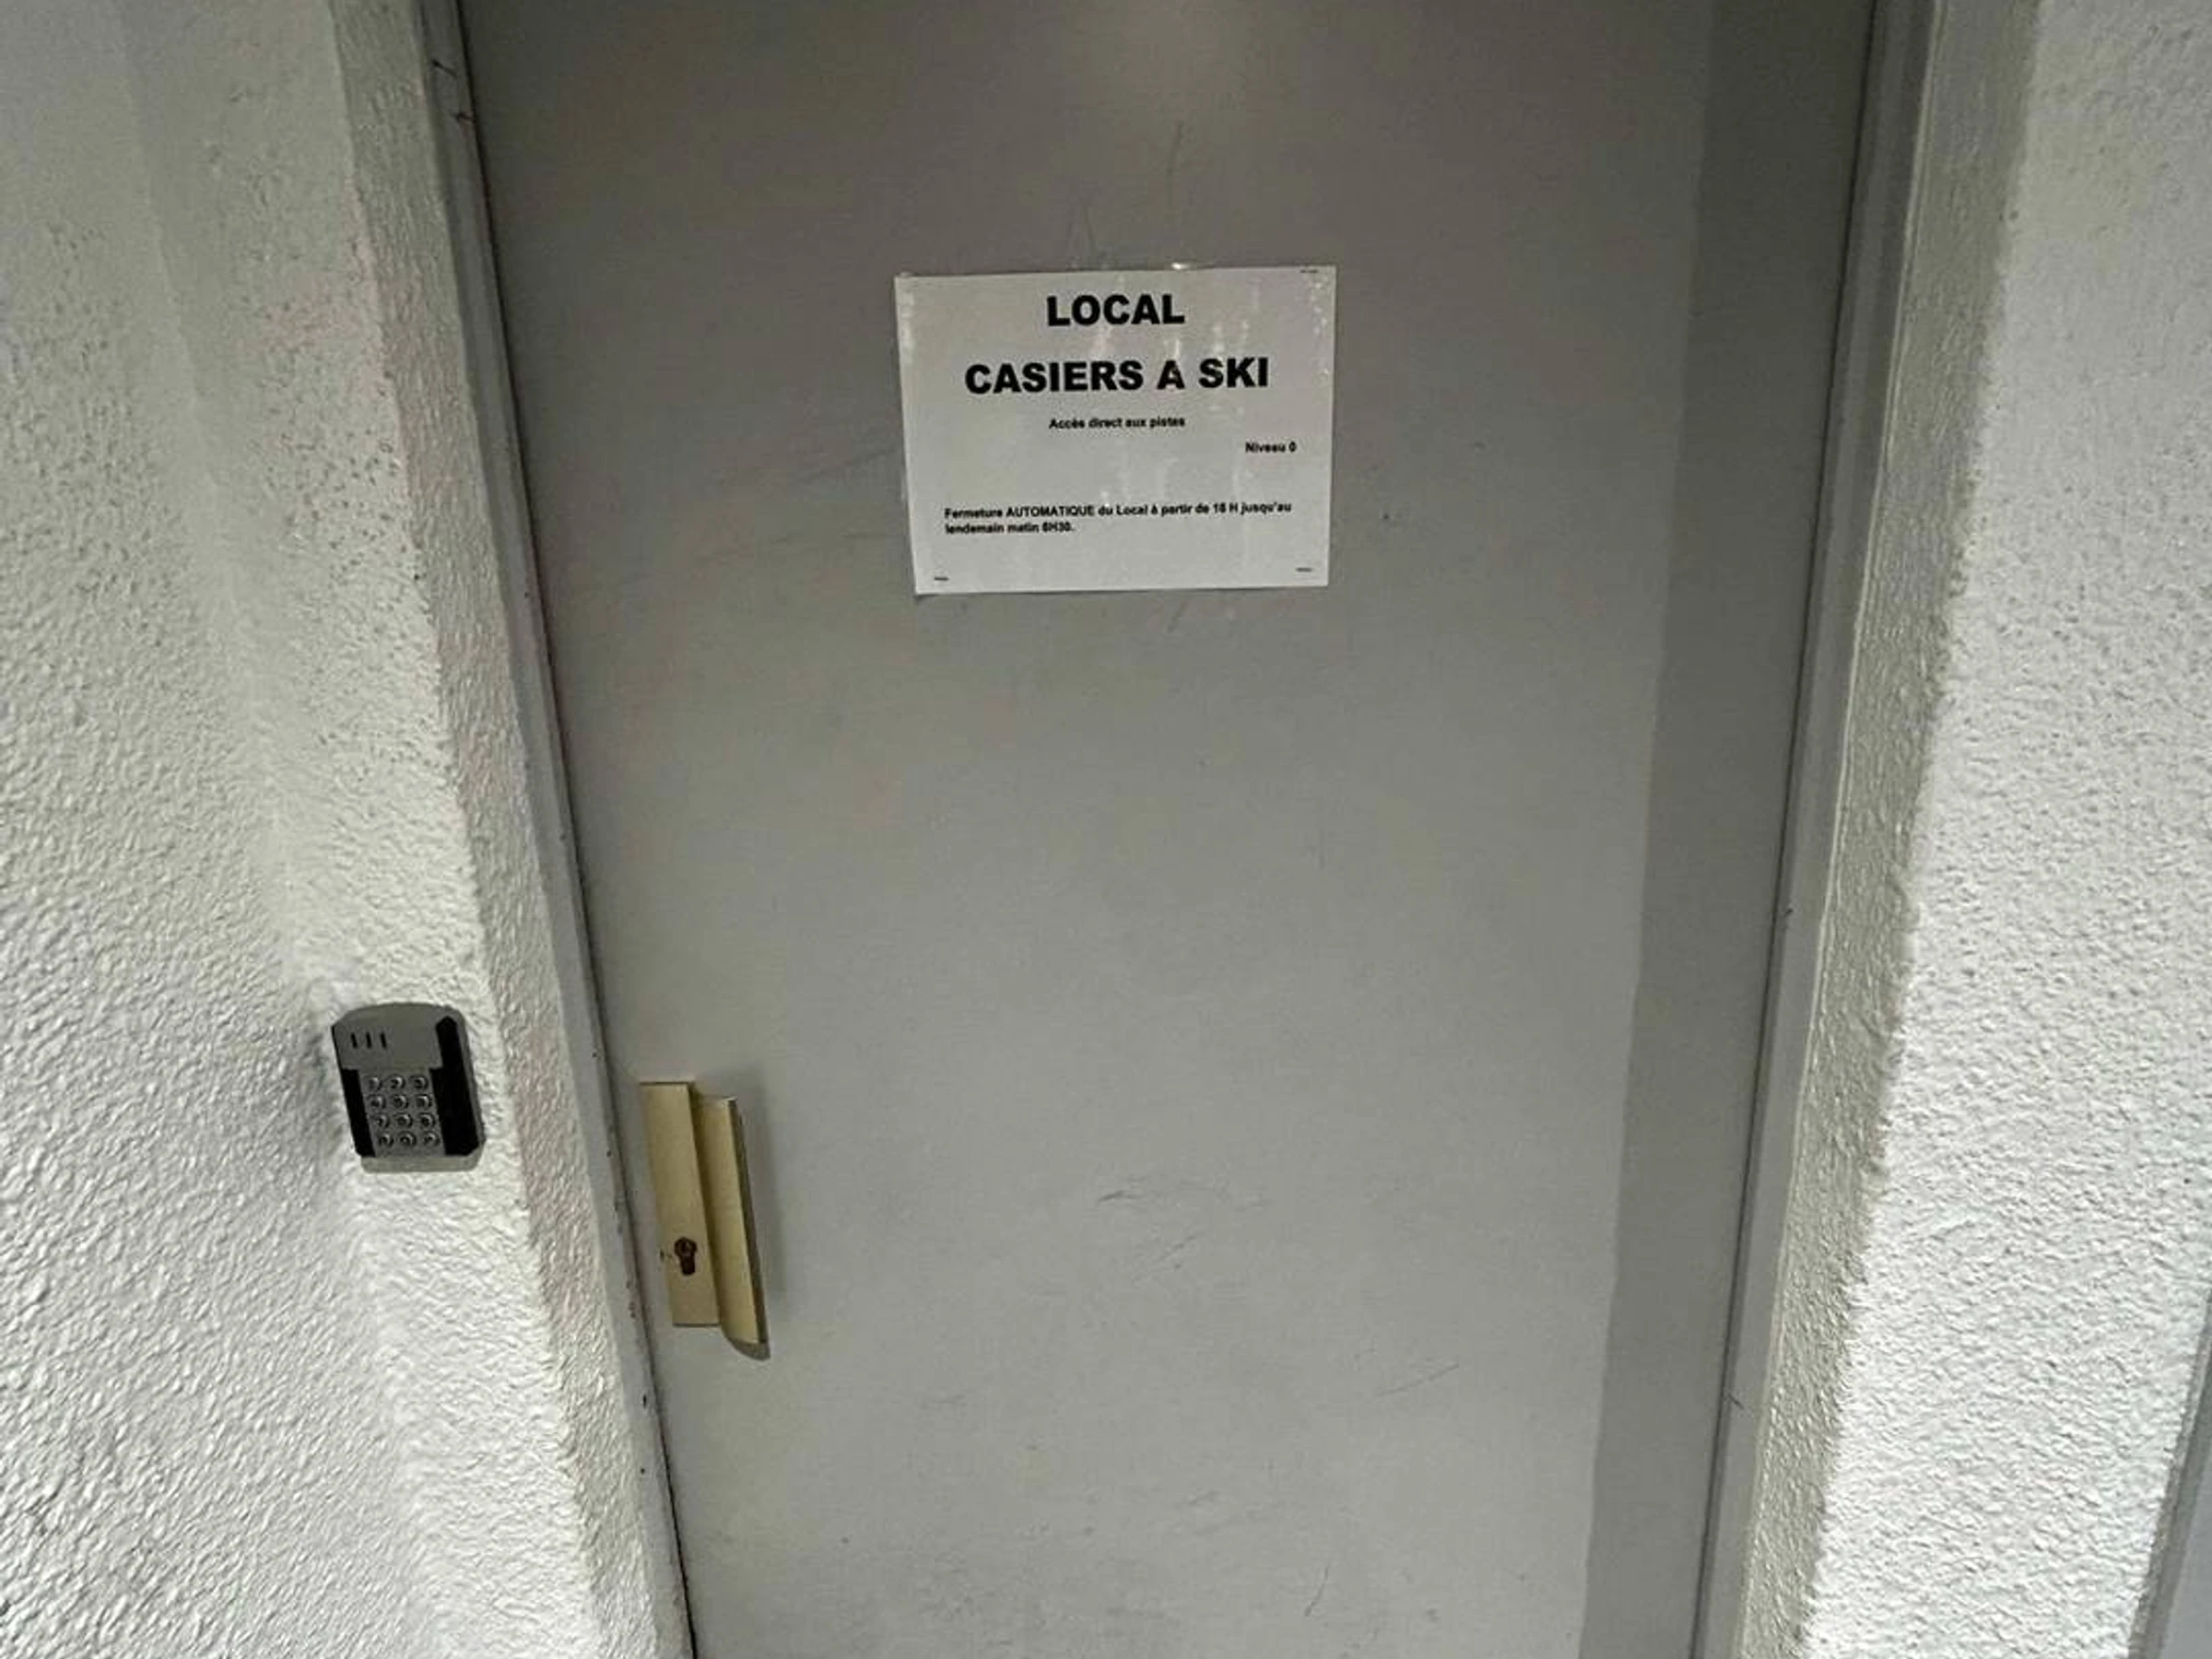 LOCAL
CASIERS A SKI
Accès direct aux pistes
Niveau 0
Fermeture AUTOMATIQUE du Local à partir de 18 H jusqu'au
lendemain matin 6H30.